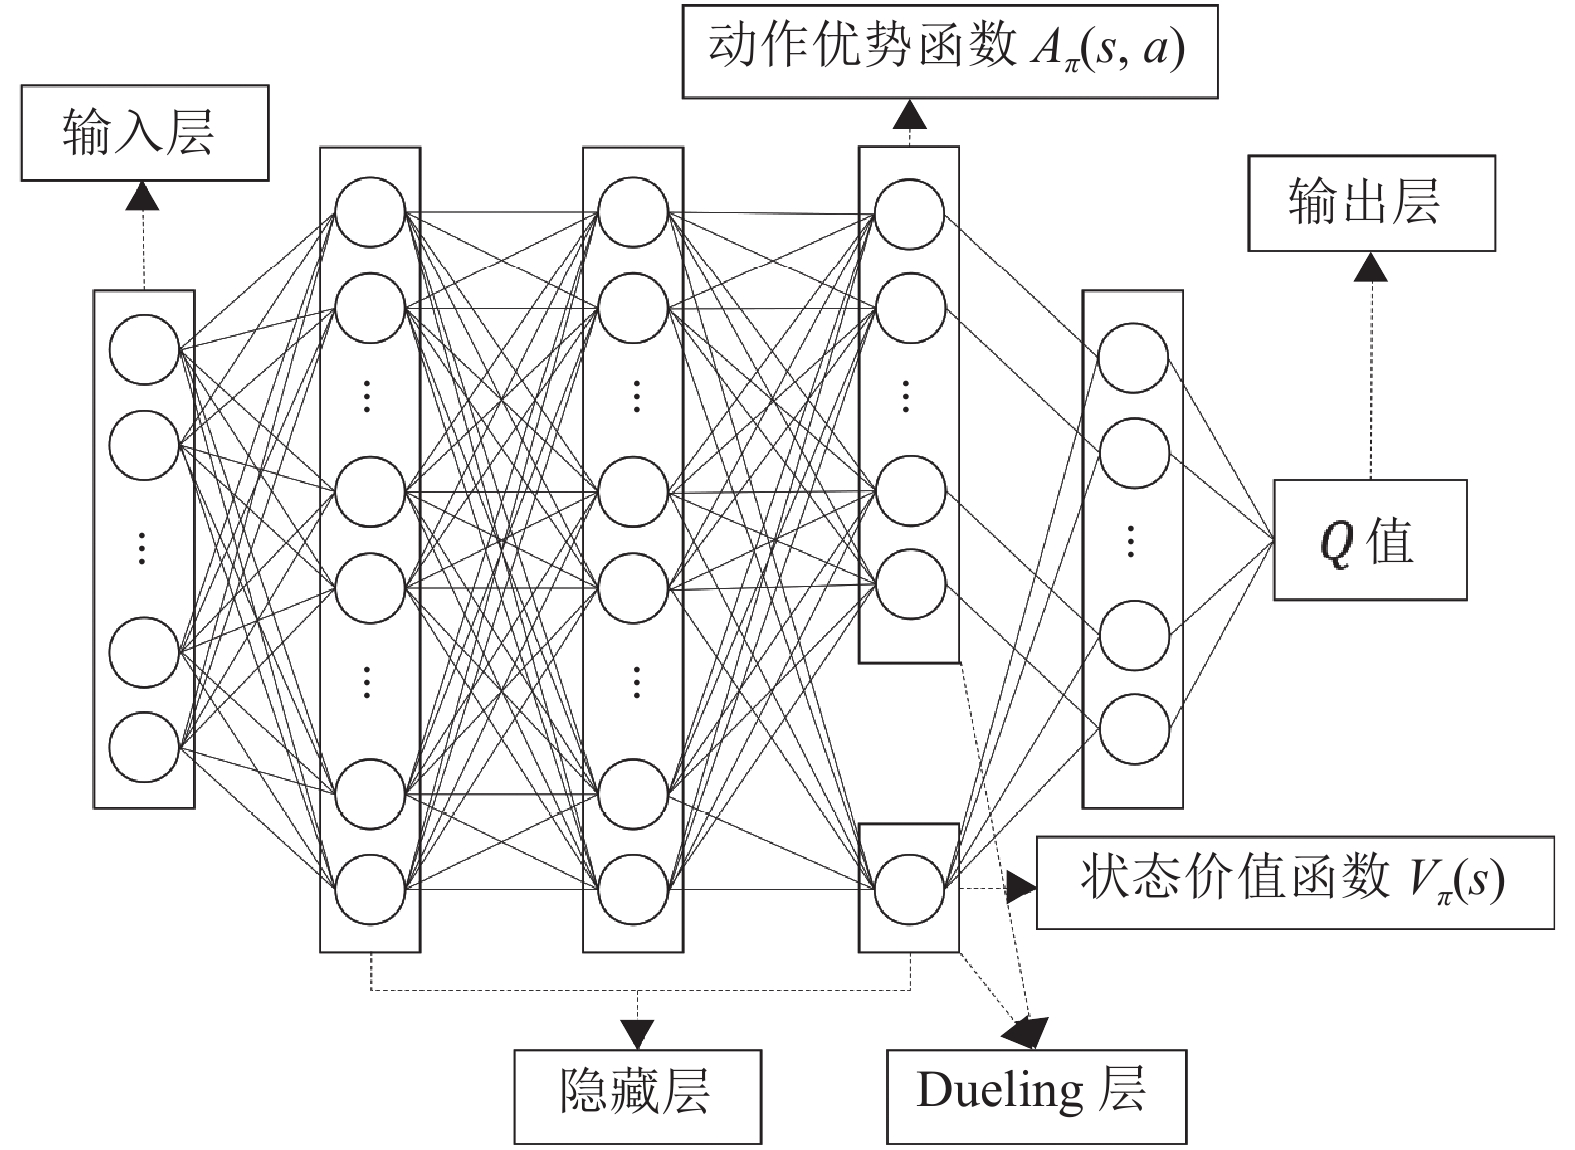 动作优势函数 Aπ(s, a)
输入层
输出层
Q 值
状态价值函数 Vπ(s)
隐藏层
Dueling 层